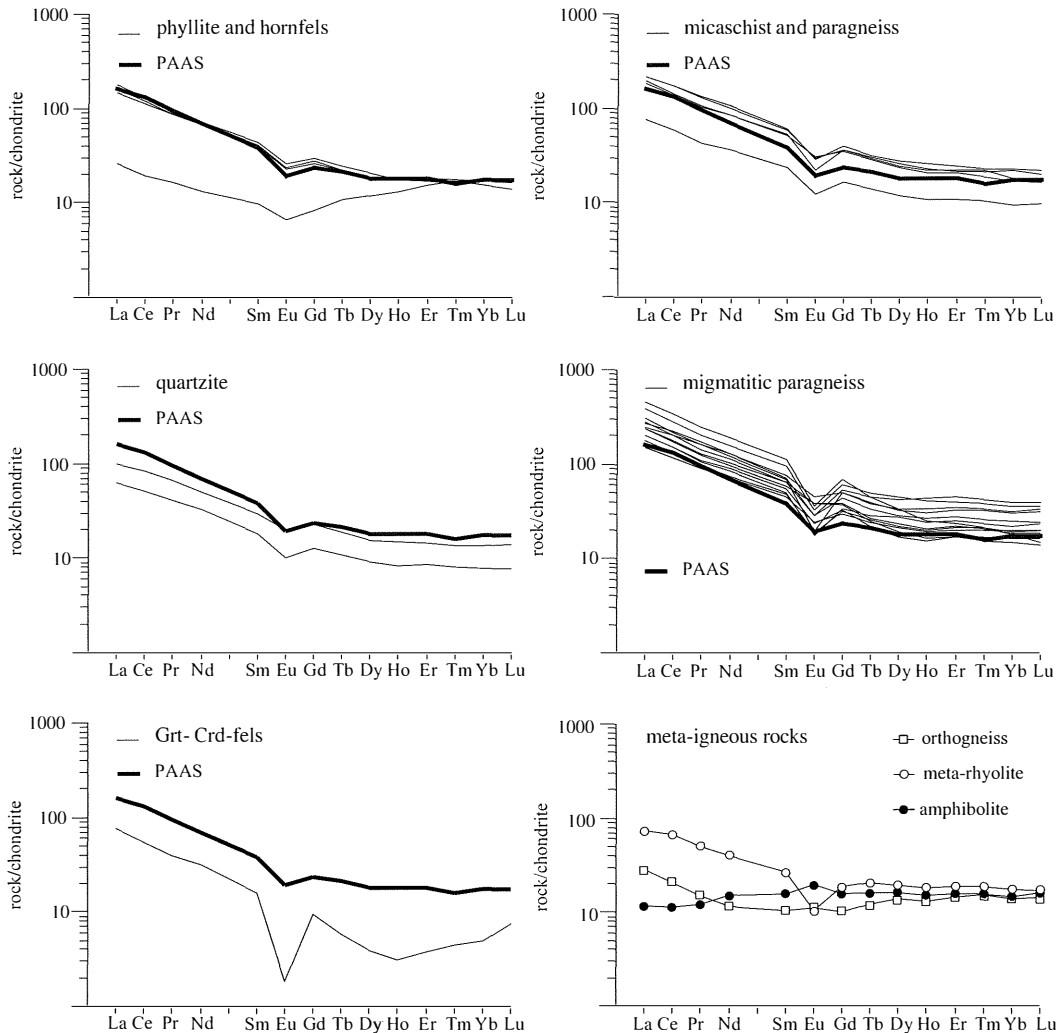 1000
phyllite and hornfels
PAAS
100
10
rock/chondrite
La Ce Pr Nd Sm Eu Gd Tb Dy Ho Er Tm Yb Lu
1000
micaschist and paragneiss
PAAS
100
10
rock/chondrite
La Ce Pr Nd Sm Eu Gd Tb Dy Ho Er Tm Yb Lu
1000
quartzite
PAAS
100
10
rock/chondrite
La Ce Pr Nd Sm Eu Gd Tb Dy Ho Er Tm Yb Lu
1000
migmatitic paragneiss
100
10
PAAS
rock/chondrite
La Ce Pr Nd Sm Eu Gd Tb Dy Ho Er Tm Yb Lu
1000
Grt- Crd-fels
PAAS
100
10
rock/chondrite
La Ce Pr Nd Sm Eu Gd Tb Dy Ho Er Tm Yb Lu
1000
meta-igneous rocks
orthogneiss
meta-rhyolite
amphibolite
100
10
rock/chondrite
La Ce Pr Nd Sm Eu Gd Tb Dy Ho Er Tm Yb Lu